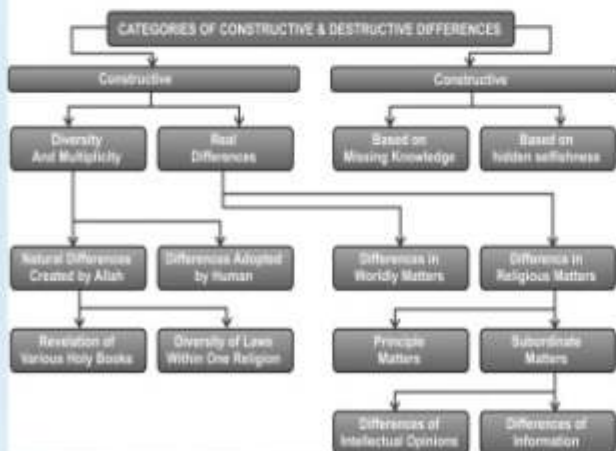 CATEGORIES OF CONSTRUCTIVE & DESTRUCTIVE DIFFERENCES
Constructive
Constructive
Diversity
And Multiplicity
Real
Differences
Based on
Missing Knowledge
Based on
hidden selfishness
Natural Differences
Created by Allah
Differences Adopted
by Human
Differences in
Worldly Matters
Difference in
Religious Matters
Revelation of
Various Holy Books
Diversity of Laws
Within One Religion
Principle
Matters
Subordinate
Matters
Differences of
Intellectual Opinions
Differences of
Information